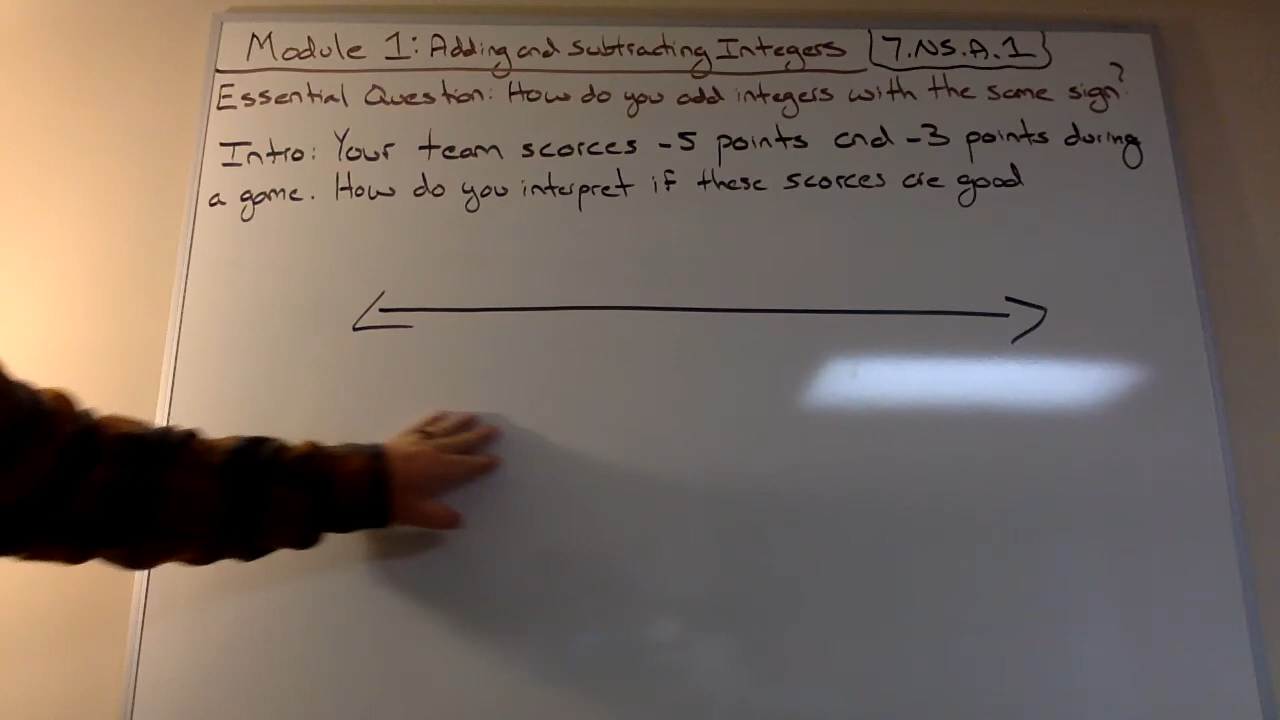 Module 1: Adding and Subtracting Integers 7.NS.A.1
Essential Question: How do you add integers with the same sign?
Intro: Your team scorces -5 points and -3 points during
a game. How do you interpret if these scorces are good